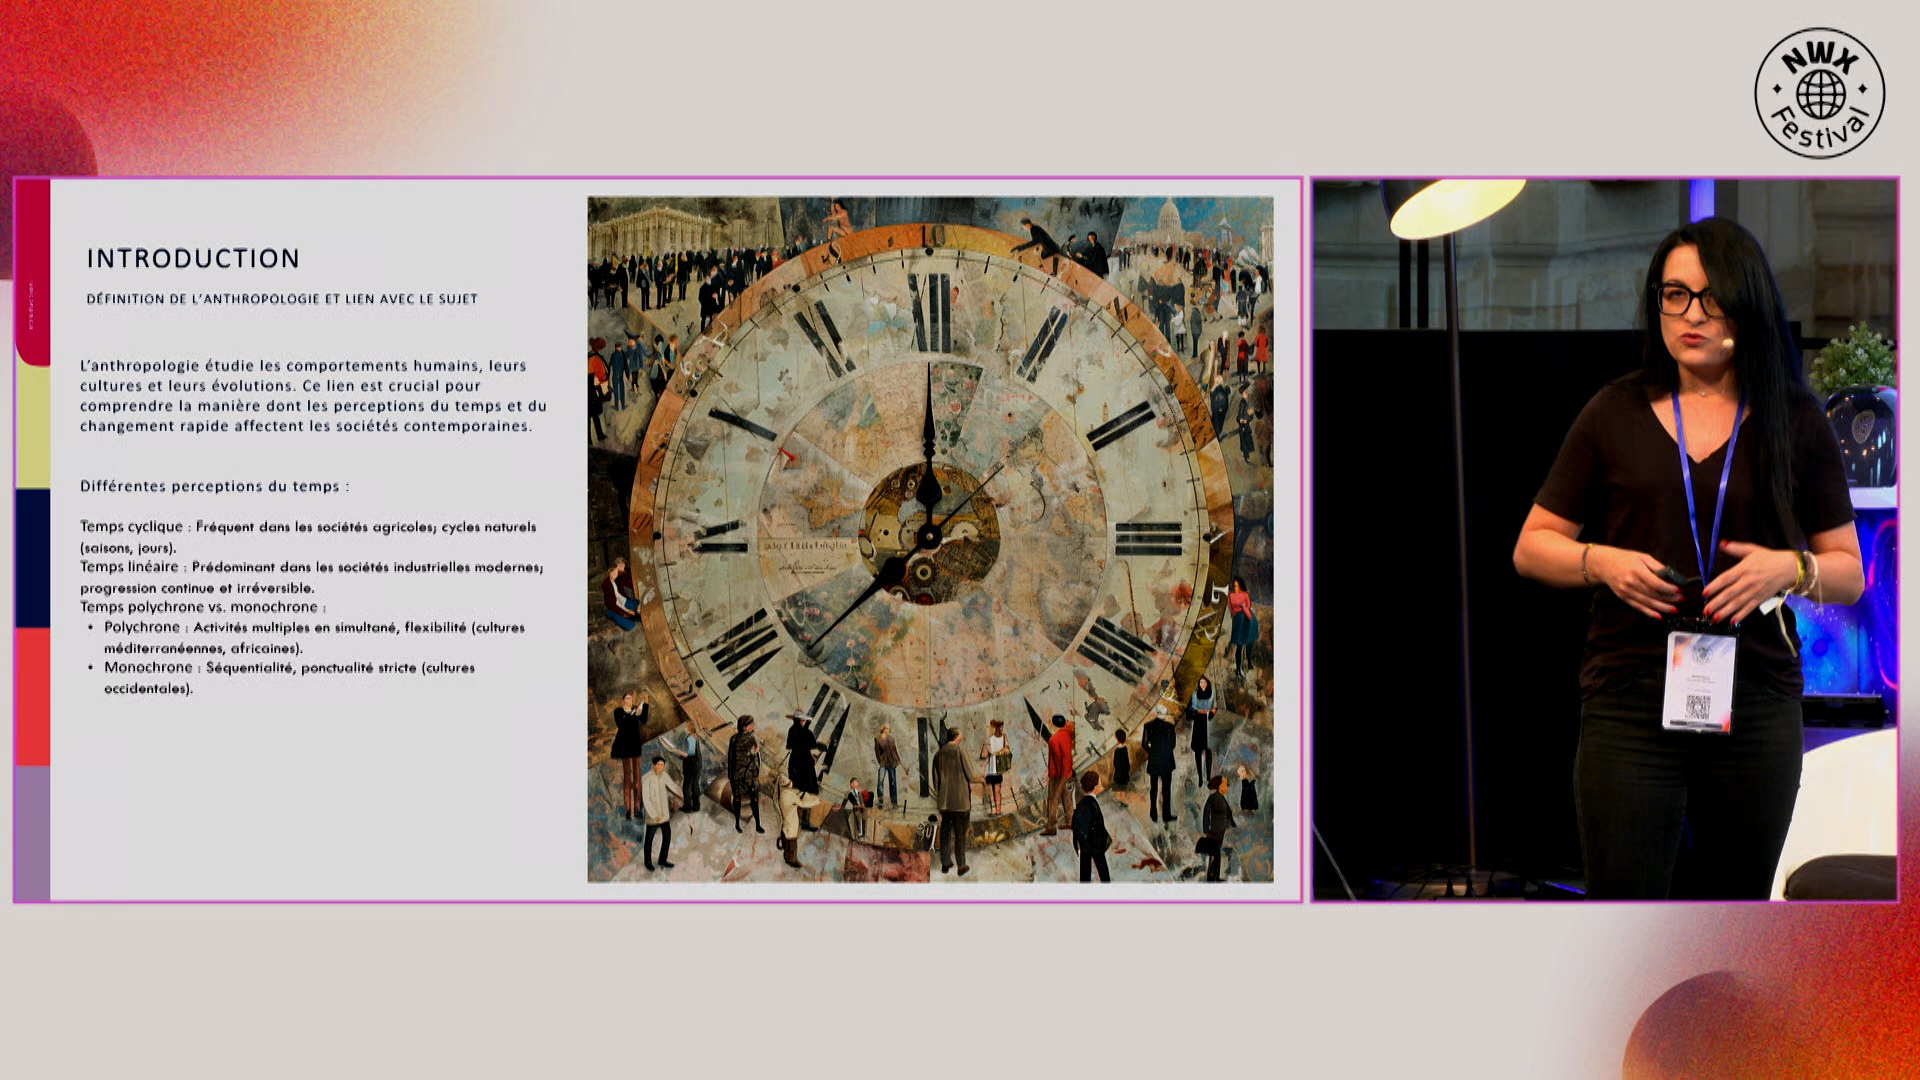 NWX
Festival
INTRODUCTION
DÉFINITION DE L'ANTHROPOLOGIE ET LIEN AVEC LE SUJET
L'anthropologie étudie les comportements humains, leurs
cultures et leurs évolutions. Ce lien est crucial pour
comprendre la manière dont les perceptions du temps et du
changement rapide affectent les sociétés contemporaines.
Différentes perceptions du temps :
Temps cyclique : Fréquent dans les sociétés agricoles; cycles naturels
(saisons, jours).
Temps linéaire : Prédominant dans les sociétés industrielles modernes;
progression continue et irréversible.
Temps polychrone vs. monochrone :
• Polychrone : Activités multiples en simultané, flexibilité (cultures
méditerranéennes, africaines).
• Monochrone : Séquentialité, ponctualité stricte (cultures
occidentales).